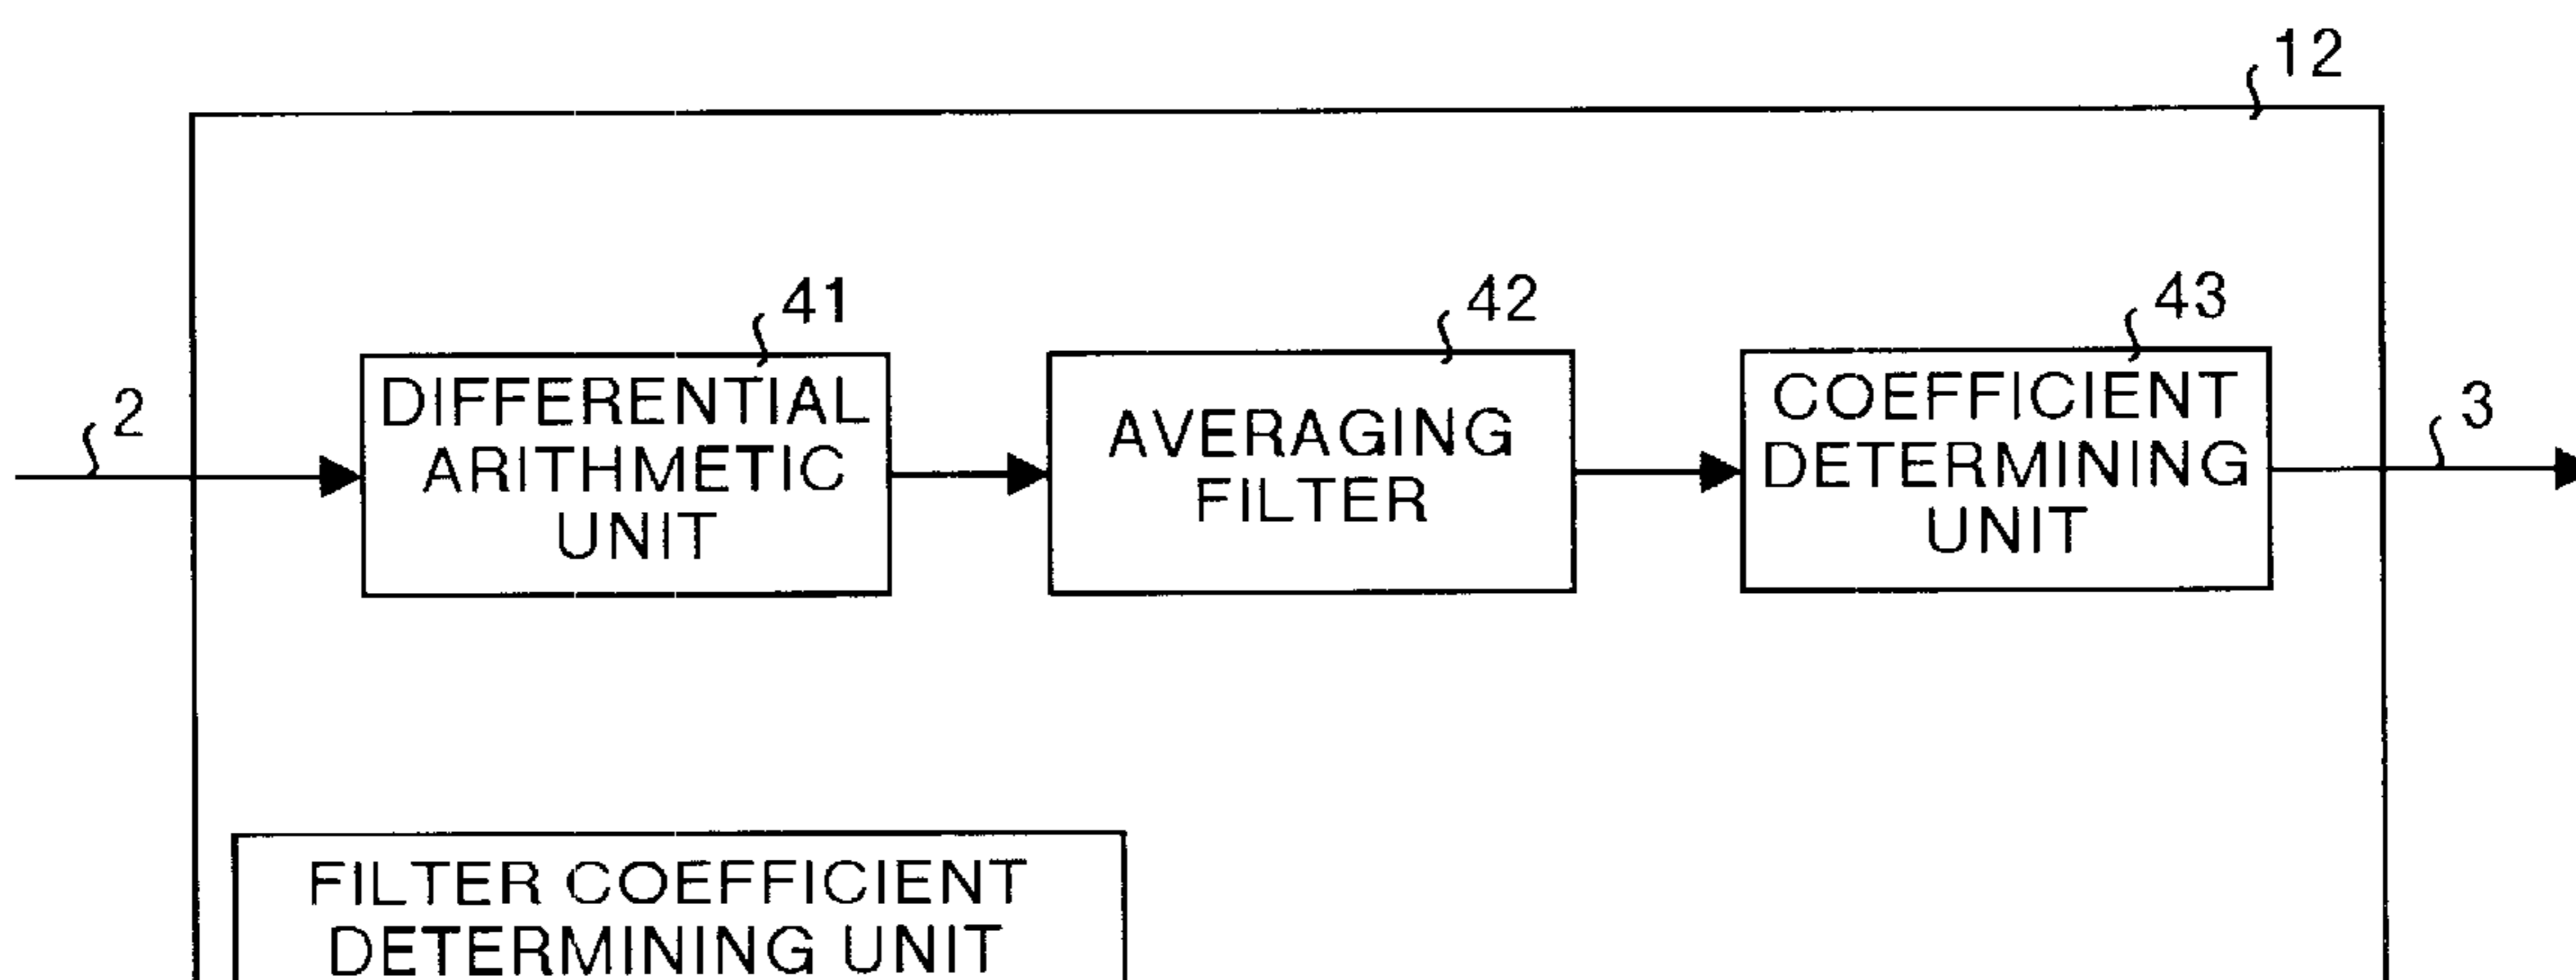 12
41
42
43
2
DIFFERENTIAL
ARITHMETIC
UNIT
AVERAGING
FILTER
COEFFICIENT
DETERMINING
UNIT
3
FILTER COEFFICIENT
DETERMINING UNIT